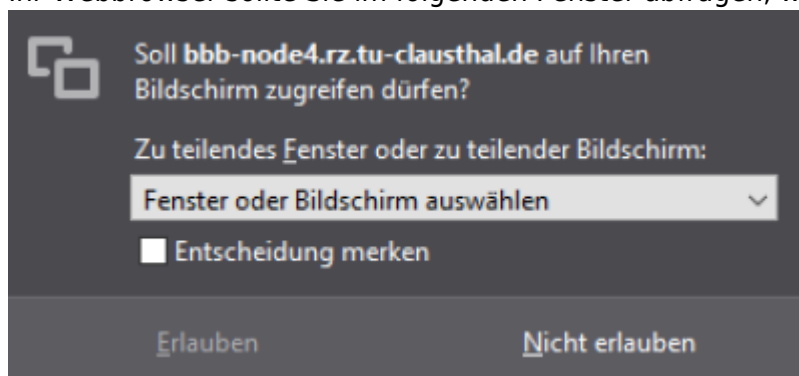 Soll bbb-node4.rz.tu-clausthal.de auf Ihren
Bildschirm zugreifen dürfen?
Zu teilendes Fenster oder zu teilender Bildschirm:
Fenster oder Bildschirm auswählen
Entscheidung merken
Erlauben
Nicht erlauben